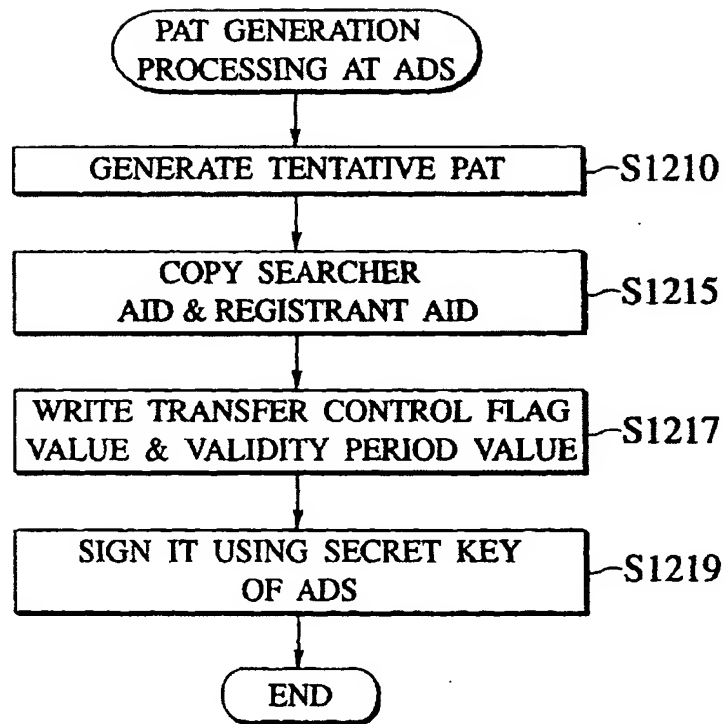 PAT GENERATION
PROCESSING AT ADS
GENERATE TENTATIVE PAT
S1210
COPY SEARCHER
AID & REGISTRANT AID
S1215
WRITE TRANSFER CONTROL FLAG
VALUE & VALIDITY PERIOD VALUE
S1217
SIGN IT USING SECRET KEY
OF ADS
S1219
END